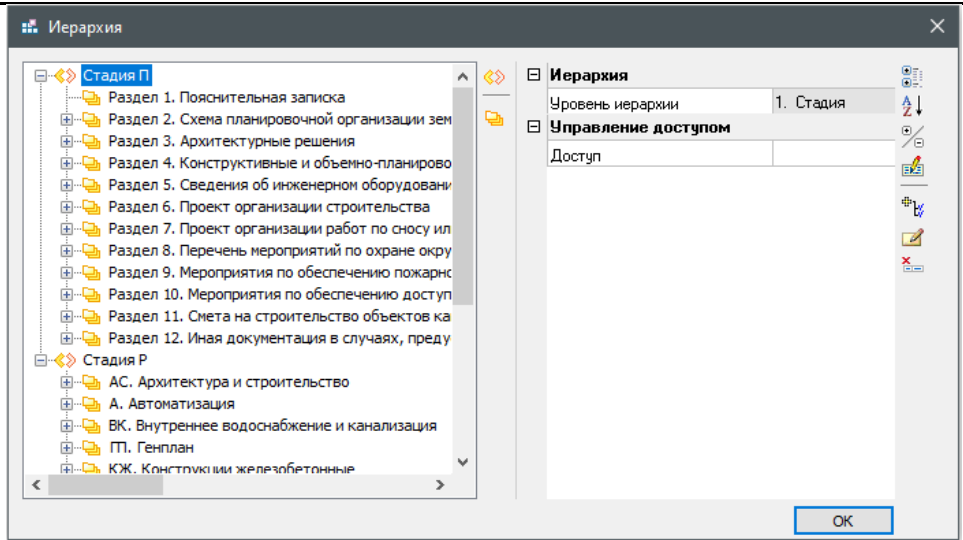 Иерархия
Стадия П
Раздел 1. Пояснительная записка
Раздел 2. Схема планировочной организации зем
Раздел 3. Архитектурные решения
Раздел 4. Конструктивные и объемно-планирово
Раздел 5. Сведения об инженерном оборудовани
Раздел 6. Проект организации строительства
Раздел 7. Проект организации работ по сносу ил
Раздел 8. Перечень мероприятий по охране окру
Раздел 9. Мероприятия по обеспечению пожарно
Раздел 10. Мероприятия по обеспечению доступ
Раздел 11. Смета на строительство объектов ка
Раздел 12. Иная документация в случаях, преду
Стадия Р
АС. Архитектура и строительство
А. Автоматизация
ВК. Внутреннее водоснабжение и канализация
ГП. Генплан
КЖ. Конструкции железобетонные
Иерархия
Уровень иерархии 1. Стадия
Управление доступом
Доступ
OK